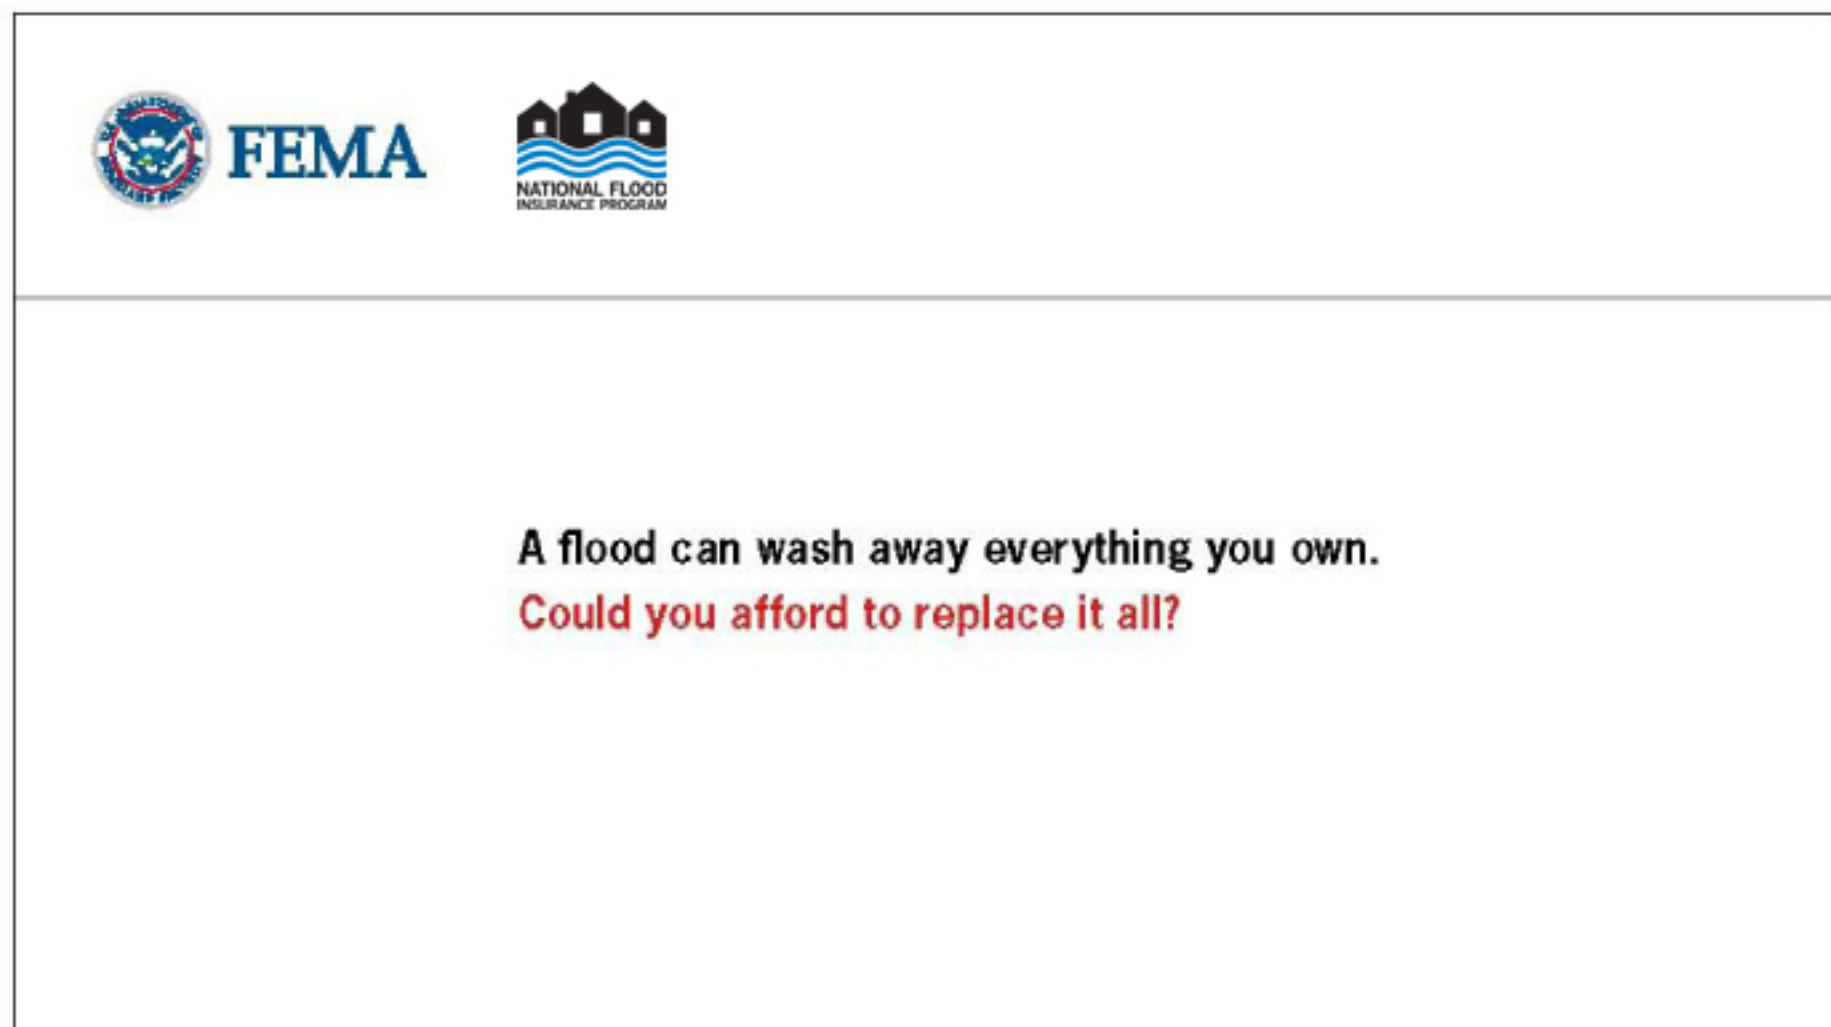 FEMA
NATIONAL FLOOD
INSURANCE PROGRAM
A flood can wash away everything you own.
Could you afford to replace it all?